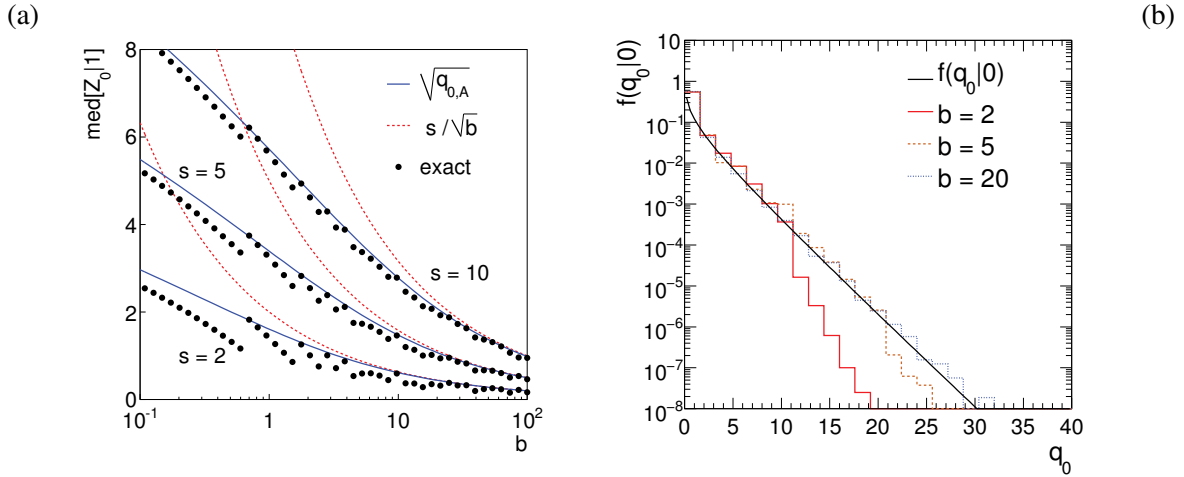 (a)
(b)
med[Z₀|1]
8
6
4
2
0
√q₀,A
s /√b
exact
s = 5
s = 10
s = 2
10⁻¹
1
10
10²
b
f(q₀|0)
10
1
10⁻¹
10⁻²
10⁻³
10⁻⁴
10⁻⁵
10⁻⁶
10⁻⁷
10⁻⁸
f(q₀|0)
b = 2
b = 5
b = 20
0 5 10 15 20 25 30 35 40
q₀